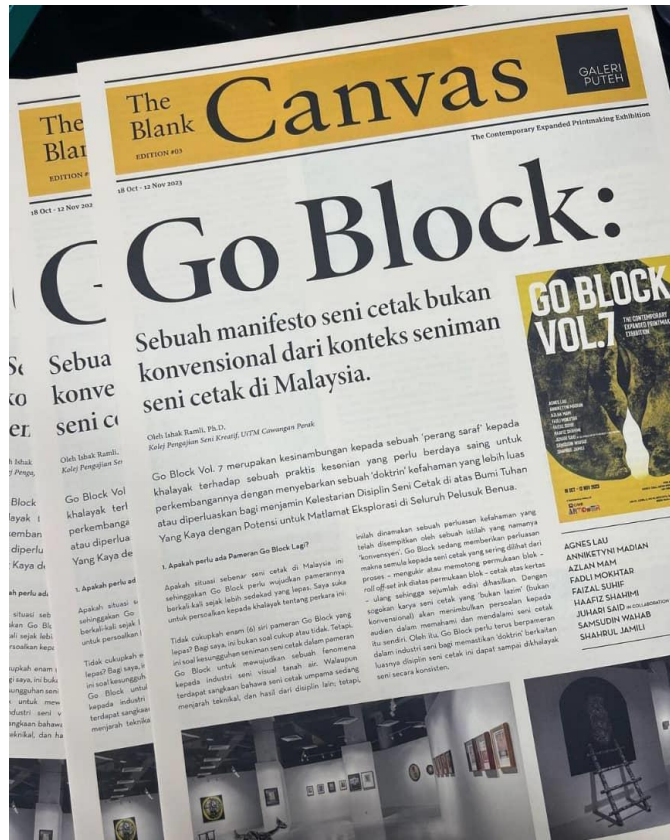 The
Blank
Canvas
EDITION #03
GALERI
PUTEH
18 Oct - 12 Nov 2023
The Contemporary Expanded Printmaking Exhibition
Go Block:
Sebuah manifesto seni cetak bukan
konvensional dari konteks seniman
seni cetak di Malaysia.
Oleh Ishak Ramli, Ph.D.
Kolej Pengajian Seni Kreatif, UiTM Cawangan Perak
Go Block Vol. 7 merupakan kesinambungan kepada sebuah 'perang saraf' kepada
khalayak terhadap sebuah praktis kesenian yang perlu berdaya saing untuk
perkembangannya dengan menyebarkan sebuah 'doktrin' kefahaman yang lebih luas
atau diperluaskan bagi menjamin Kelestarian Disiplin Seni Cetak di atas Bumi Tuhan
Yang Kaya dengan Potensi untuk Matlamat Eksplorasi di Seluruh Pelusuk Benua.
1. Apakah perlu ada Pameran Go Block Lagi?
Apakah situasi sebenar seni cetak di Malaysia ini
sehinggakan Go Block perlu wujudkan pamerannya
berkali-kali sejak lebih sedekad yang lepas. Saya suka
untuk persoalkan kepada khalayak tentang perkara ini:
Tidak cukupkah enam (6) siri pameran Go Block yang
lepas? Bagi saya, ini bukan soal cukup atau tidak. Tetapi,
ini soal kesungguhan seniman seni cetak dalam pameran
Go Block untuk mewujudkan sebuah fenomena
kepada industri seni visual tanah air. Walaupun
terdapat sangkaan bahawa seni cetak umpama sedang
menjarah teknikal, dan hasil dari disiplin lain; tetapi,
inilah dinamakan sebuah perluasan kefahaman yang
telah disempitkan oleh sebuah istilah yang namanya
'konvensyen'. Go Block sedang memberikan perluasan
makna semula kepada seni cetak yang sering dilihat dari
proses - mengukir atau memotong permukaan blok -
roll off-set ink diatas permukaan blok - cetak atas kertas
- ulang sehingga sejumlah edisi dihasilkan. Dengan
sogokan karya seni cetak yang 'bukan lazim' (bukan
konvensional) akan menimbulkan persoalan kepada
audien dalam memahami dan mendalami seni cetak
itu sendiri. Oleh itu, Go Block perlu terus berpameran
dalam industri seni bagi memastikan 'doktrin' berkaitan
luasnya disiplin seni cetak ini dapat sampai dikhalayak
seni secara konsisten.
GO BLOCK
VOL.7
THE CONTEMPORARY
EXPANDED PRINTMAKING
EXHIBITION
AGNES LAU
ANNIKETYNI MADIAN
AZLAN MAM
FADLI MOKHTAR
FAIZAL SUHIF
HAAFIZ SHAHIMI
JUHARI SAID in COLLABORATION
SAMSUDIN WAHAB
SHAHRUL JAMILI